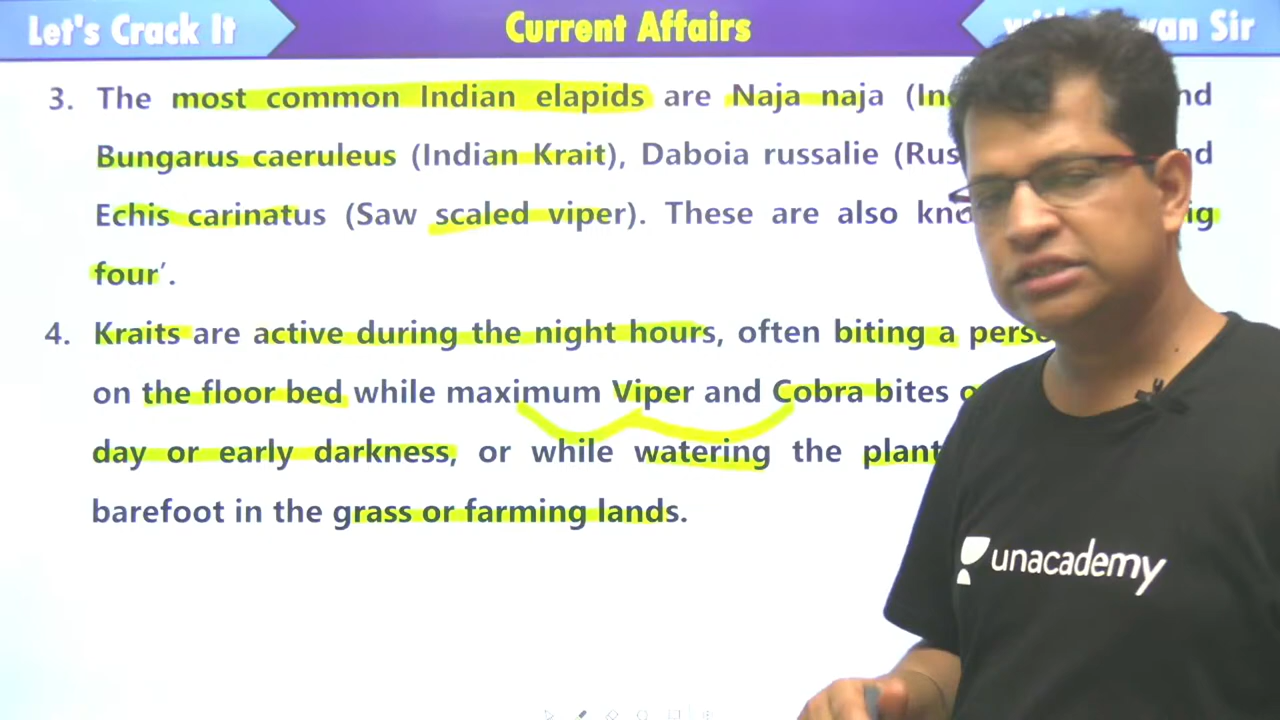 Let's Crack It
Current Affairs
with Sir
3. The most common Indian elapids are Naja naja (
Bungarus caeruleus (Indian Krait), Daboia russalie (
Echis carinatus (Saw scaled viper). These are also
four'.
4. Kraits are active during the night hours, often biting a
on the floor bed while maximum Viper and Cobra bites
day or early darkness, or while watering the
barefoot in the grass or farming lands.
unacademy